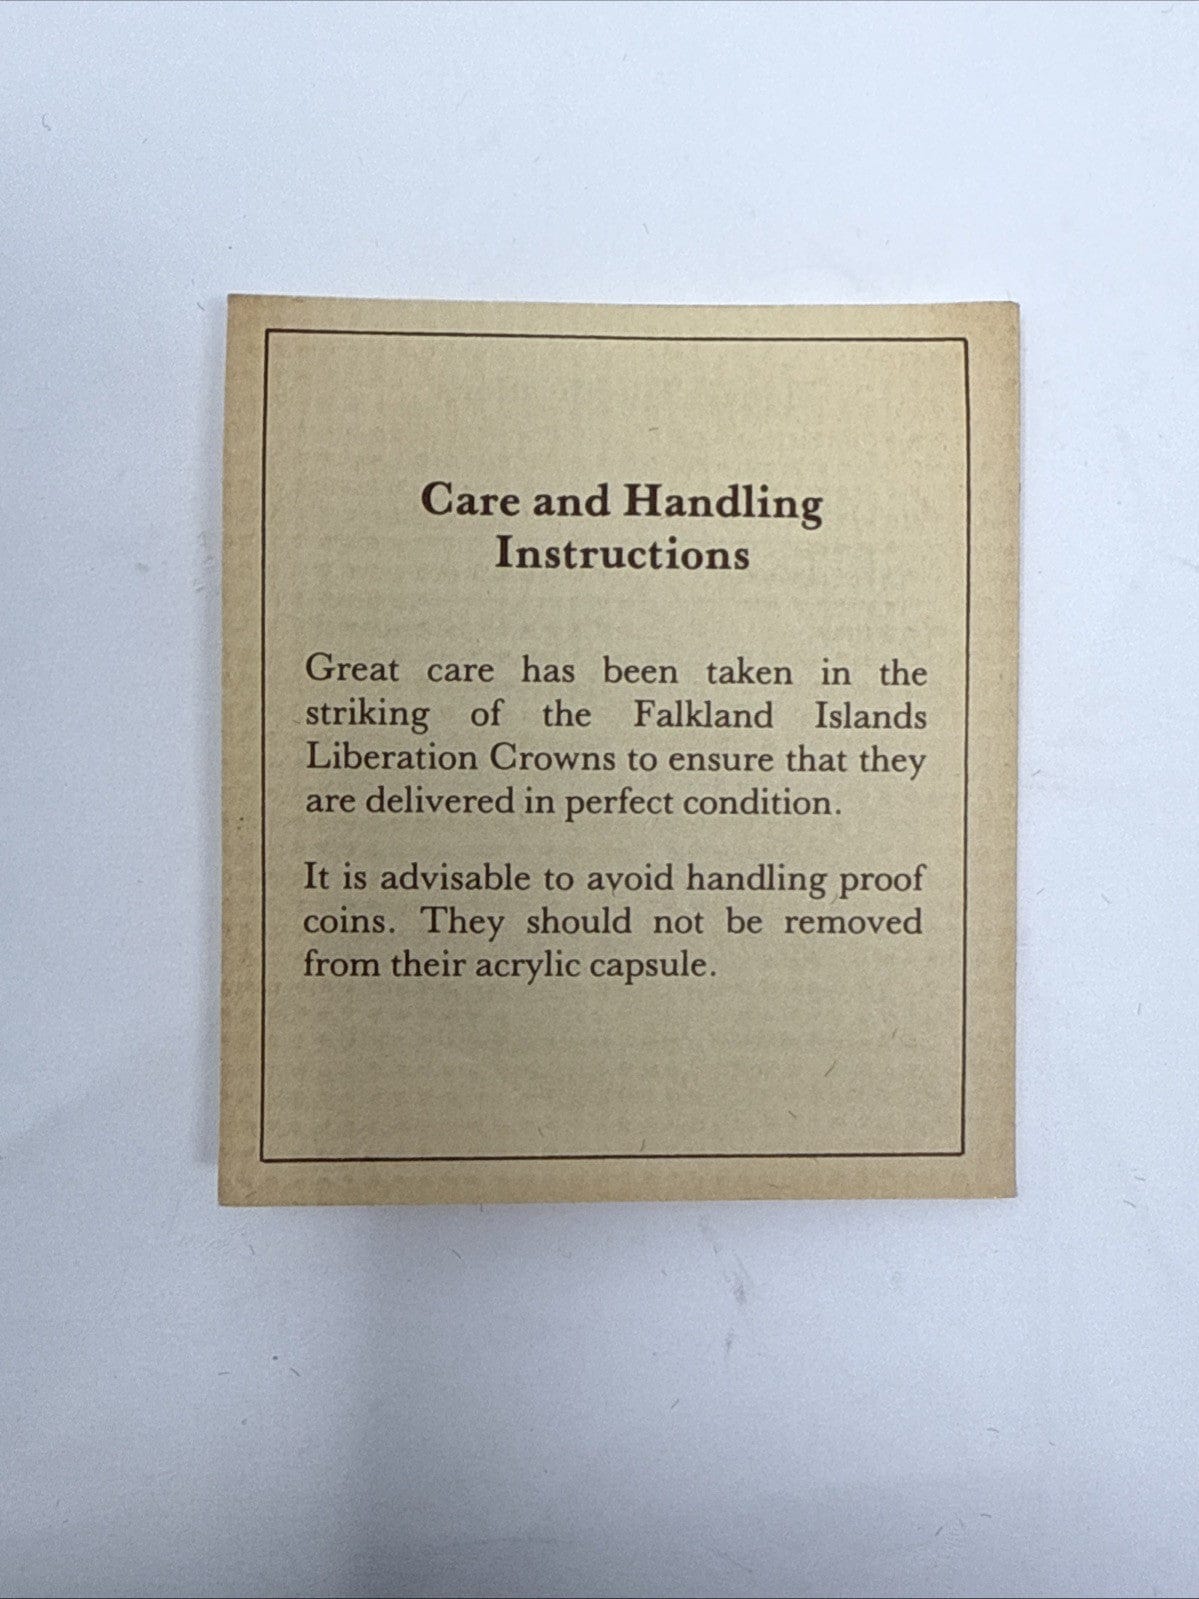 Care and Handling
Instructions
Great care has been taken in the
striking of the Falkland Islands
Liberation Crowns to ensure that they
are delivered in perfect condition.
It is advisable to avoid handling proof
coins. They should not be removed
from their acrylic capsule.